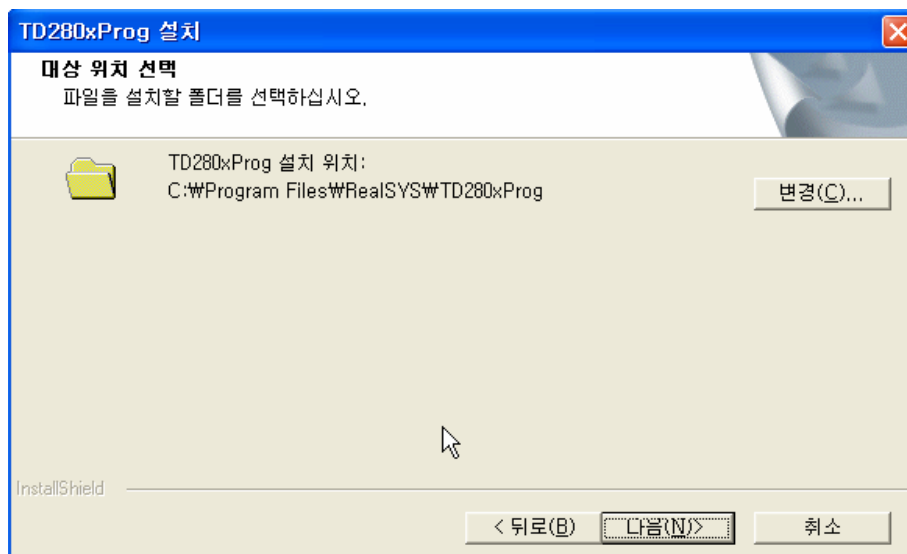 TD280xProg 설치
대상 위치 선택
파일을 설치할 폴더를 선택하십시오.
TD280xProg 설치 위치:
C:₩Program Files₩RealSYS₩TD280xProg
변경(C)...
InstallShield
< 뒤로(B)
다음(N)>
취소